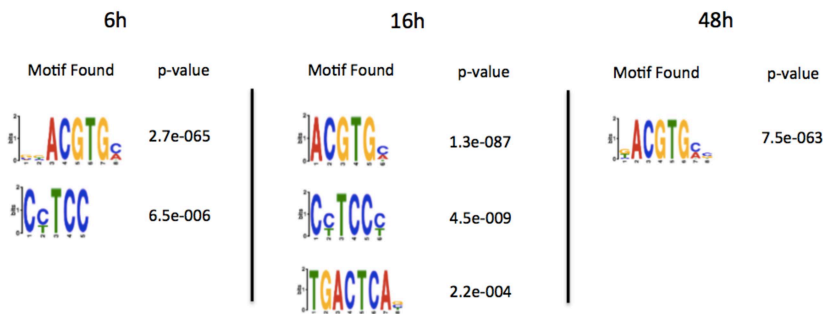 6h 16h 48h
Motif Found p-value Motif Found p-value Motif Found p-value
ACGTG 2.7e-065
CCTCC 6.5e-006
ACGTG 1.3e-087
CCTCC 4.5e-009
TGACTCA 2.2e-004
ACGTG 7.5e-063